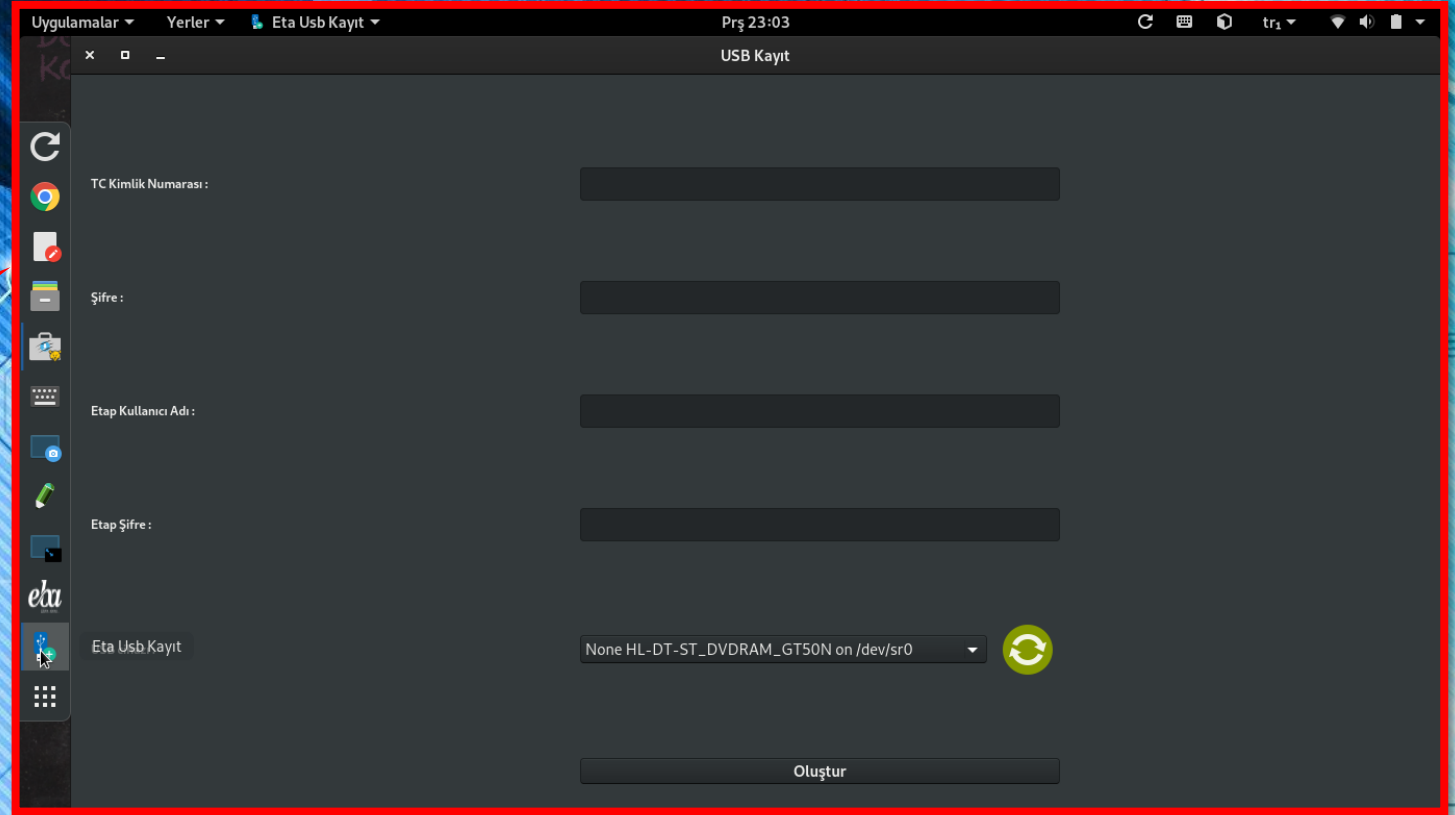 Uygulamalar Yerler Eta Usb Kayıt Prş 23:03 tr₁
USB Kayıt
TC Kimlik Numarası :
Şifre :
Etap Kullanıcı Adı :
Etap Şifre :
eba
Eta Usb Kayıt
None HL-DT-ST_DVDRAM_GT50N on /dev/sr0
Oluştur